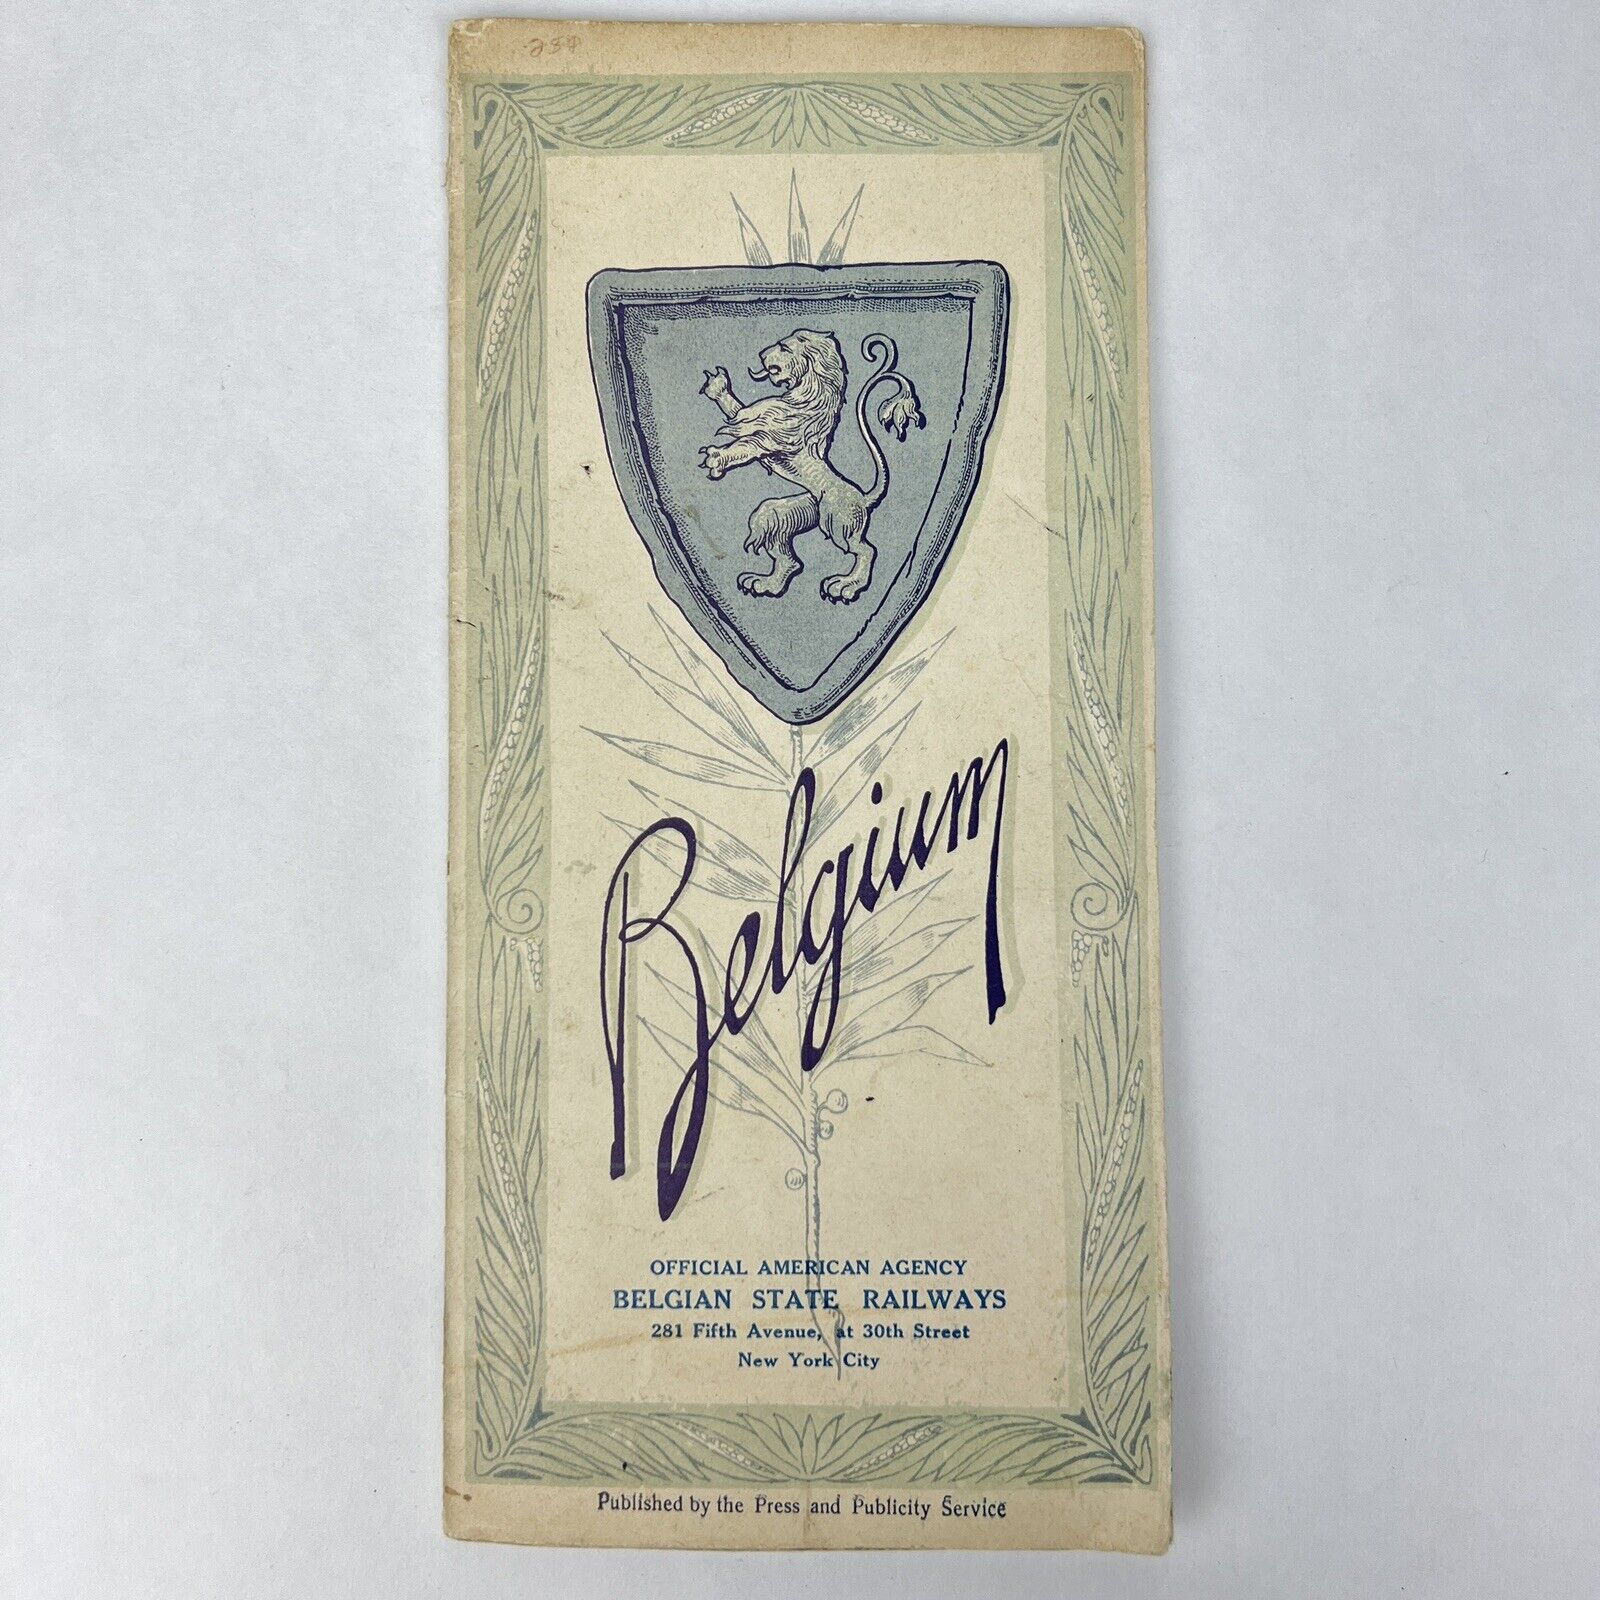 Belgium
OFFICIAL AMERICAN AGENCY
BELGIAN STATE RAILWAYS
281 Fifth Avenue, at 30th Street
New York City
Published by the Press and Publicity Service